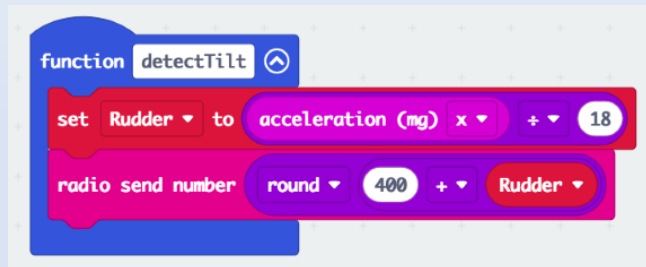 function detectTilt
set Rudder to acceleration (mg) x ÷ 18
radio send number round 400 + Rudder